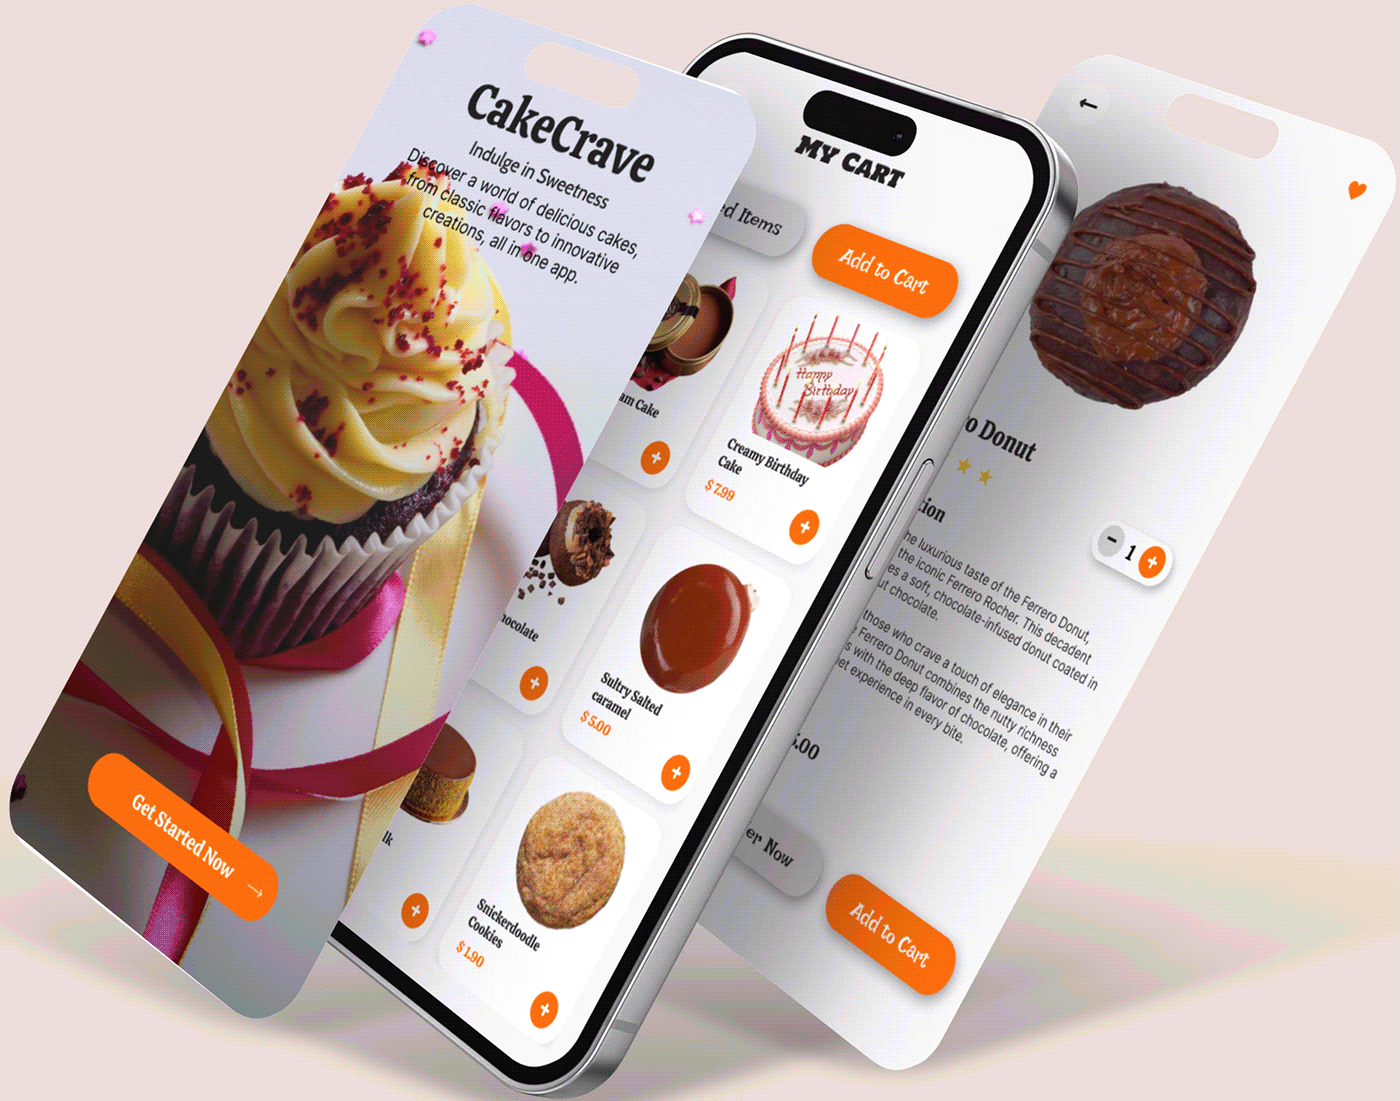 CakeCrave
Indulge in Sweetness
Discover a world of delicious cakes,
from classic flavors to innovative
creations, all in one app.
Get Started Now →
MY CART
ed Items
Add to Cart
am Cake
Happy
Birthday
Creamy Birthday
Cake
$ 7.99
ocolate
Sultry Salted
caramel
$ 5.00
lk
Snickerdoodle
Cookies
$ 1.90
o Donut
tion
- 1 +
he luxurious taste of the Ferrero Donut,
the iconic Ferrero Rocher. This decadent
es a soft, chocolate-infused donut coated in
ut chocolate.
those who crave a touch of elegance in their
Ferrero Donut combines the nutty richness
s with the deep flavor of chocolate, offering a
et experience in every bite.
.00
er Now
Add to Cart